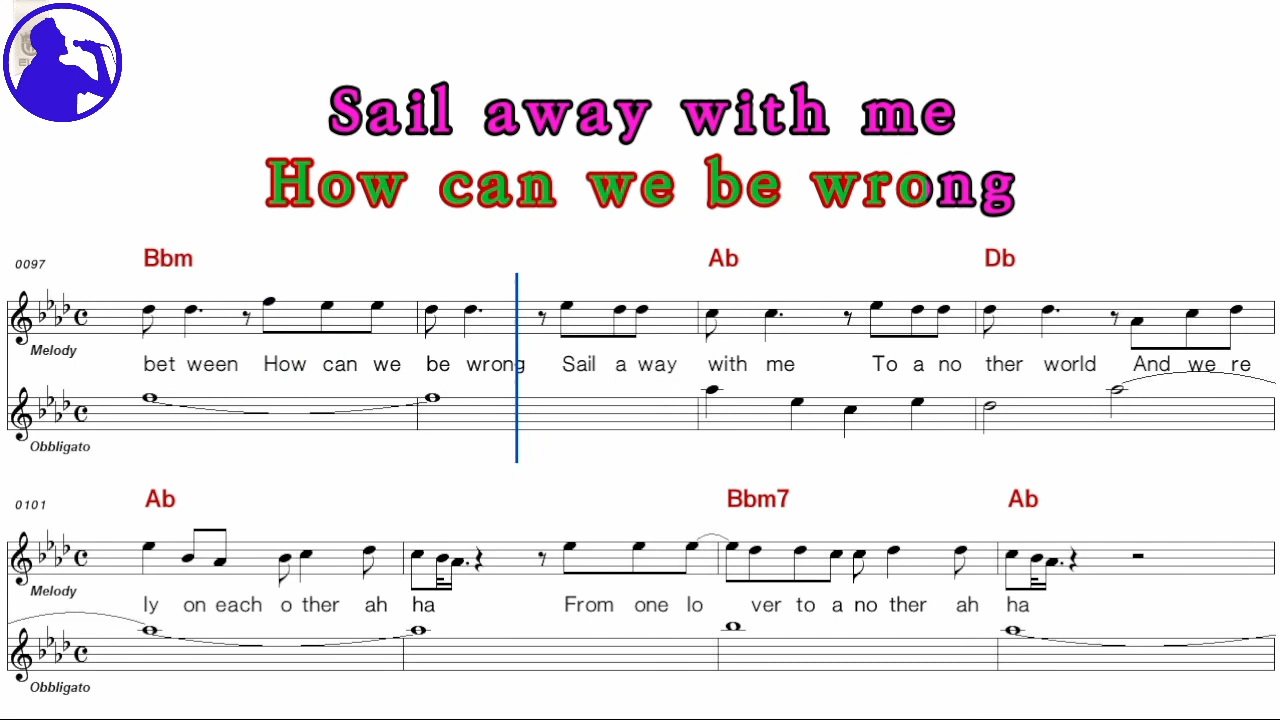 Sail away with me
How can we be wrong
0097
Bbm Ab Db
Melody
bet ween How can we be wrong Sail a way with me To a no ther world And we re
Obbligato
0101
Ab Bbm7 Ab
Melody
ly on each o ther ah ha From one lo ver to a no ther ah ha
Obbligato